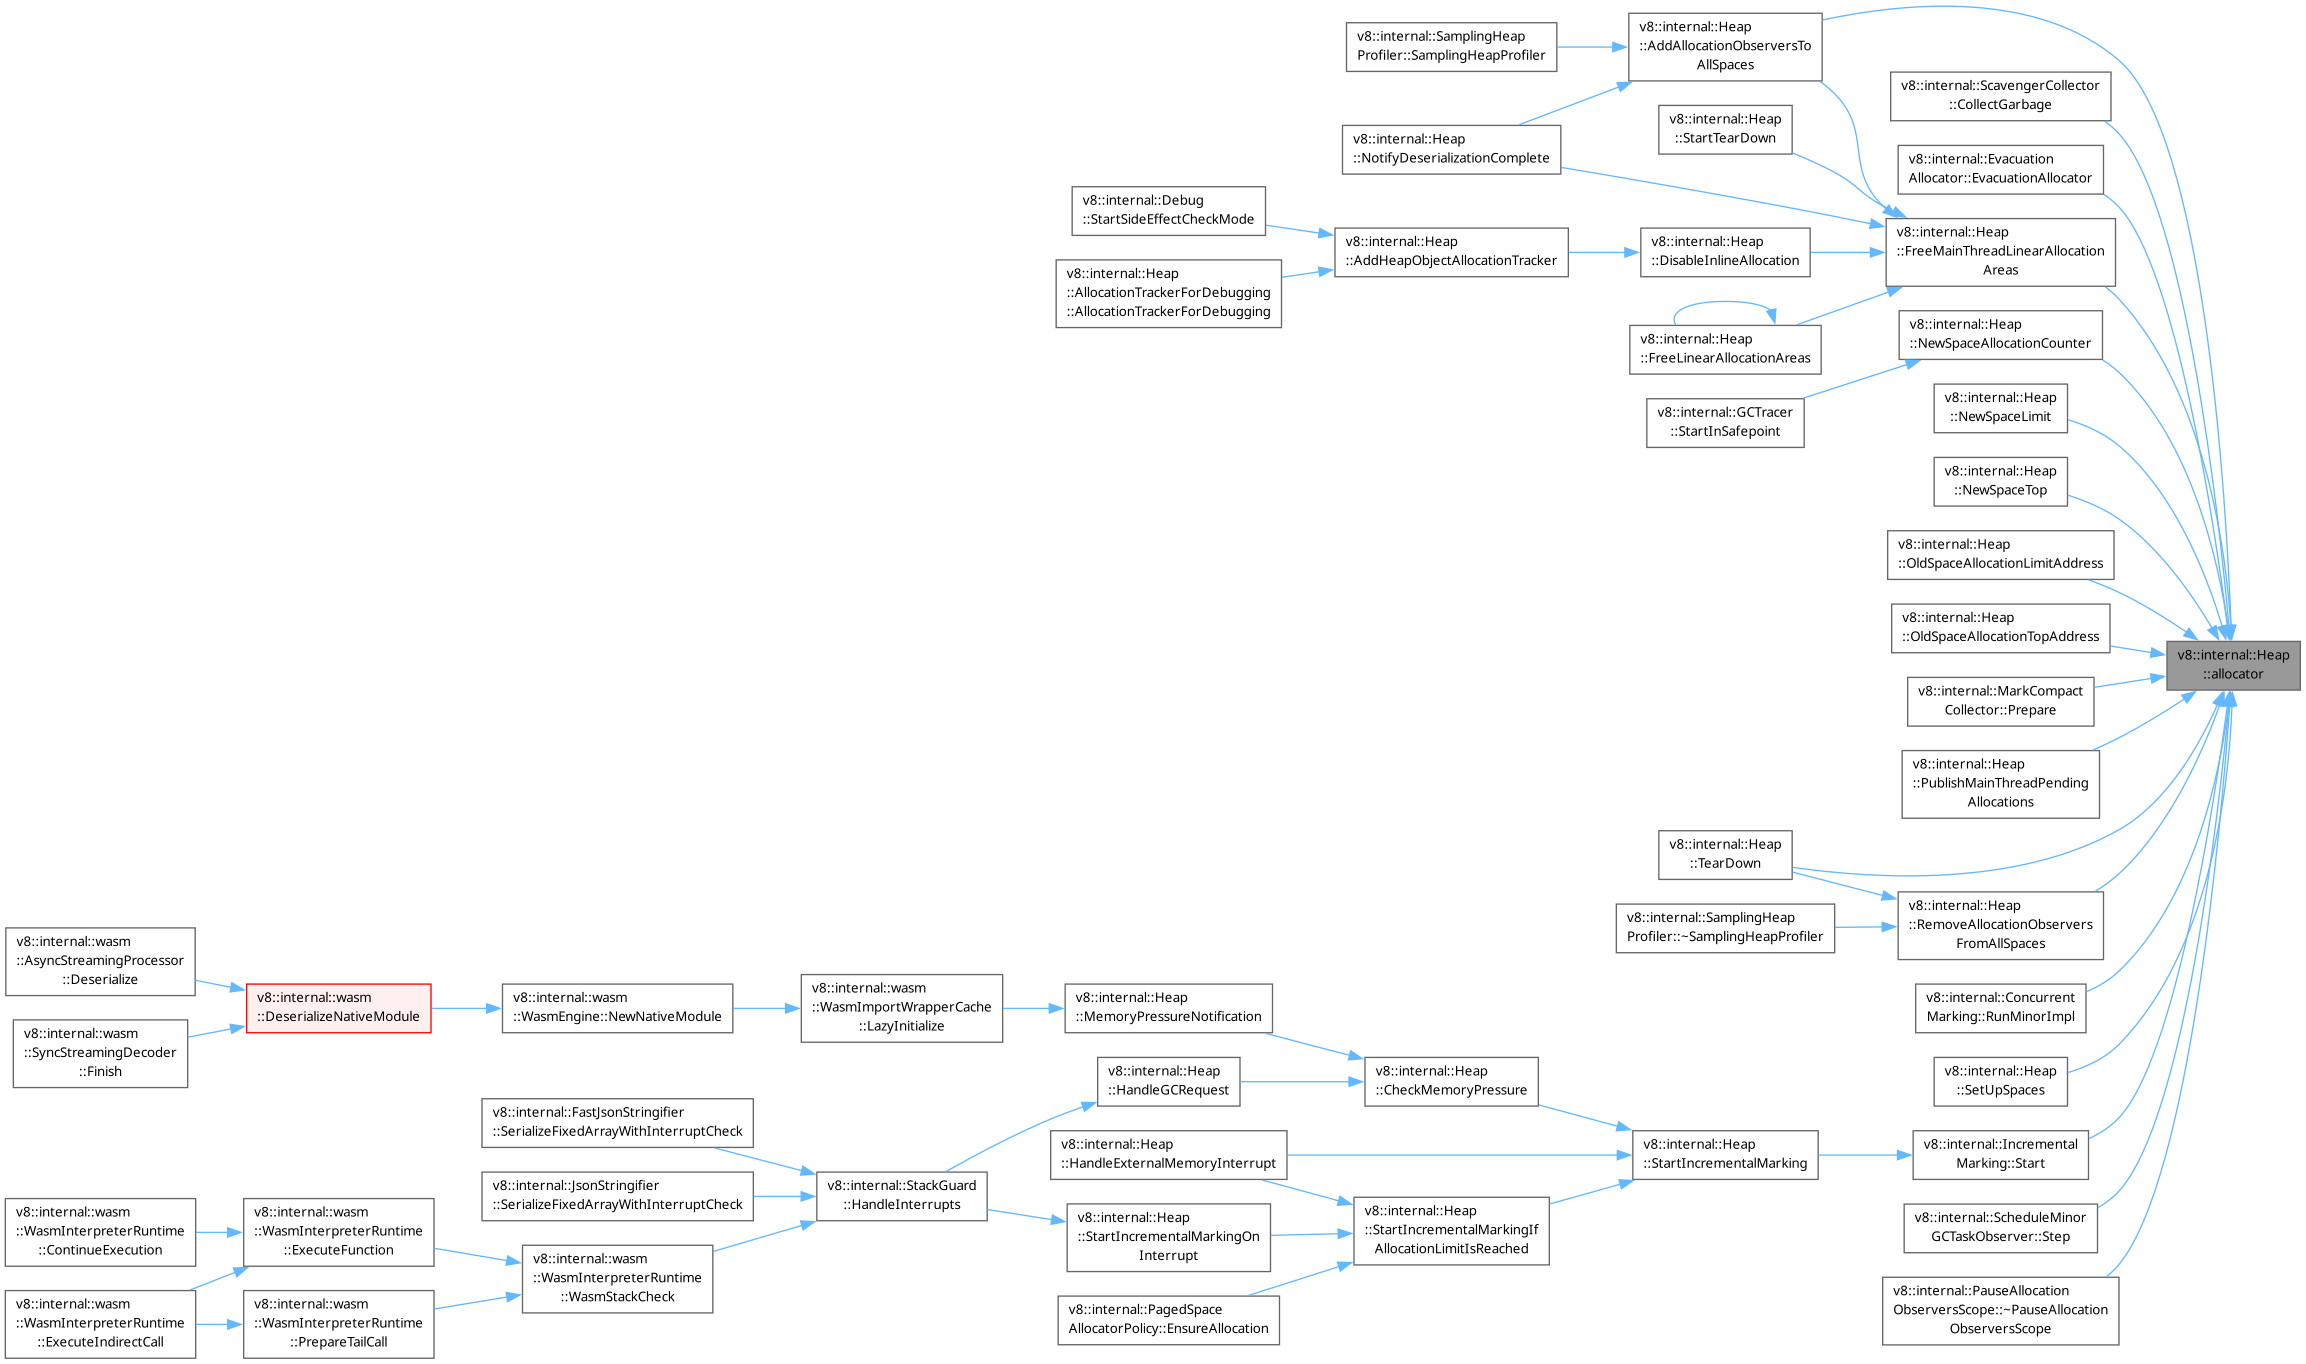 v8::internal::Heap
::AddAllocationObserversTo
AllSpaces
v8::internal::SamplingHeap
Profiler::SamplingHeapProfiler
v8::internal::ScavengerCollector
::CollectGarbage
v8::internal::Heap
::StartTearDown
v8::internal::Heap
::NotifyDeserializationComplete
v8::internal::Evacuation
Allocator::EvacuationAllocator
v8::internal::Debug
::StartSideEffectCheckMode
v8::internal::Heap
::AddHeapObjectAllocationTracker
v8::internal::Heap
::DisableInlineAllocation
v8::internal::Heap
::FreeMainThreadLinearAllocation
Areas
v8::internal::Heap
::AllocationTrackerForDebugging
::AllocationTrackerForDebugging
v8::internal::Heap
::FreeLinearAllocationAreas
v8::internal::Heap
::NewSpaceAllocationCounter
v8::internal::GCTracer
::StartInSafepoint
v8::internal::Heap
::NewSpaceLimit
v8::internal::Heap
::NewSpaceTop
v8::internal::Heap
::OldSpaceAllocationLimitAddress
v8::internal::Heap
::OldSpaceAllocationTopAddress
v8::internal::Heap
::allocator
v8::internal::MarkCompact
Collector::Prepare
v8::internal::Heap
::PublishMainThreadPending
Allocations
v8::internal::Heap
::TearDown
v8::internal::SamplingHeap
Profiler::~SamplingHeapProfiler
v8::internal::Heap
::RemoveAllocationObservers
FromAllSpaces
v8::internal::wasm
::AsyncStreamingProcessor
::Deserialize
v8::internal::wasm
::DeserializeNativeModule
v8::internal::wasm
::WasmEngine::NewNativeModule
v8::internal::wasm
::WasmImportWrapperCache
::LazyInitialize
v8::internal::Heap
::MemoryPressureNotification
v8::internal::Concurrent
Marking::RunMinorImpl
v8::internal::wasm
::SyncStreamingDecoder
::Finish
v8::internal::Heap
::HandleGCRequest
v8::internal::Heap
::CheckMemoryPressure
v8::internal::Heap
::SetUpSpaces
v8::internal::FastJsonStringifier
::SerializeFixedArrayWithInterruptCheck
v8::internal::Heap
::HandleExternalMemoryInterrupt
v8::internal::Heap
::StartIncrementalMarking
v8::internal::Incremental
Marking::Start
v8::internal::JsonStringifier
::SerializeFixedArrayWithInterruptCheck
v8::internal::StackGuard
::HandleInterrupts
v8::internal::wasm
::WasmInterpreterRuntime
::ContinueExecution
v8::internal::wasm
::WasmInterpreterRuntime
::ExecuteFunction
v8::internal::Heap
::StartIncrementalMarkingOn
Interrupt
v8::internal::Heap
::StartIncrementalMarkingIf
AllocationLimitIsReached
v8::internal::ScheduleMinor
GCTaskObserver::Step
v8::internal::wasm
::WasmInterpreterRuntime
::WasmStackCheck
v8::internal::wasm
::WasmInterpreterRuntime
::ExecuteIndirectCall
v8::internal::wasm
::WasmInterpreterRuntime
::PrepareTailCall
v8::internal::PagedSpace
AllocatorPolicy::EnsureAllocation
v8::internal::PauseAllocation
ObserversScope::~PauseAllocation
ObserversScope